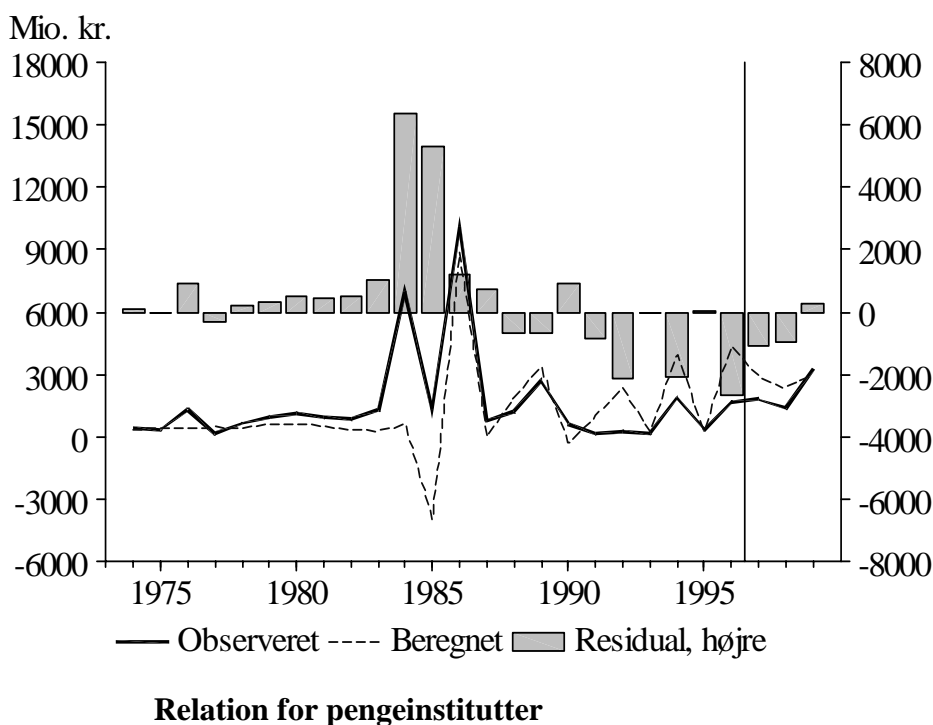 Mio. kr.
18000 8000
15000 6000
12000 4000
9000 2000
6000 0
3000 -2000
0 -4000
-3000 -6000
-6000 -8000
1975 1980 1985 1990 1995
Observeret Beregnet Residual, højre
Relation for pengeinstitutter